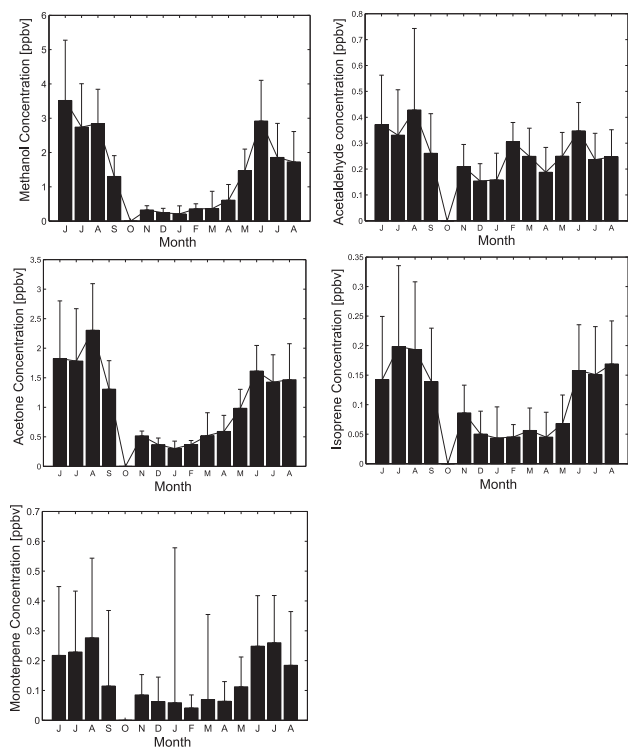 Methanol Concentration [ppbv]
6
5
4
3
2
1
0
J J A S O N D J F M A M J J A
Month
Acetaldehyde concentration [ppbv]
0.8
0.7
0.6
0.5
0.4
0.3
0.2
0.1
0
J J A S O N D J F M A M J J A
Month
Acetone Concentration [ppbv]
3.5
3
2.5
2
1.5
1
0.5
0
J J A S O N D J F M A M J J A
Month
Isoprene Concentration [ppbv]
0.35
0.3
0.25
0.2
0.15
0.1
0.05
0
J J A S O N D J F M A M J J A
Month
Monoterpene Concentration [ppbv]
0.7
0.6
0.5
0.4
0.3
0.2
0.1
0
J J A S O N D J F M A M J J A
Month